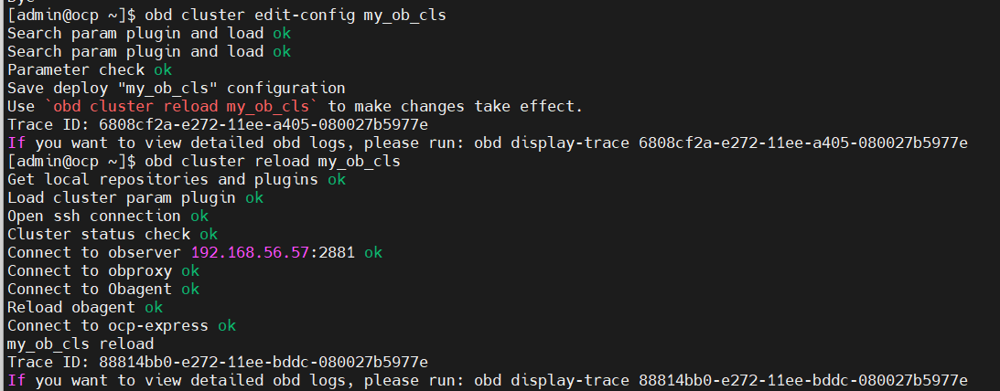 Bye
[admin@ocp ~]$ obd cluster edit-config my_ob_cls
Search param plugin and load ok
Search param plugin and load ok
Parameter check ok
Save deploy "my_ob_cls" configuration
Use `obd cluster reload my_ob_cls` to make changes take effect.
Trace ID: 6808cf2a-e272-11ee-a405-080027b5977e
If you want to view detailed obd logs, please run: obd display-trace 6808cf2a-e272-11ee-a405-080027b5977e
[admin@ocp ~]$ obd cluster reload my_ob_cls
Get local repositories and plugins ok
Load cluster param plugin ok
Open ssh connection ok
Cluster status check ok
Connect to observer 192.168.56.57:2881 ok
Connect to obproxy ok
Connect to Obagent ok
Reload obagent ok
Connect to ocp-express ok
my_ob_cls reload
Trace ID: 88814bb0-e272-11ee-bddc-080027b5977e
If you want to view detailed obd logs, please run: obd display-trace 88814bb0-e272-11ee-bddc-080027b5977e